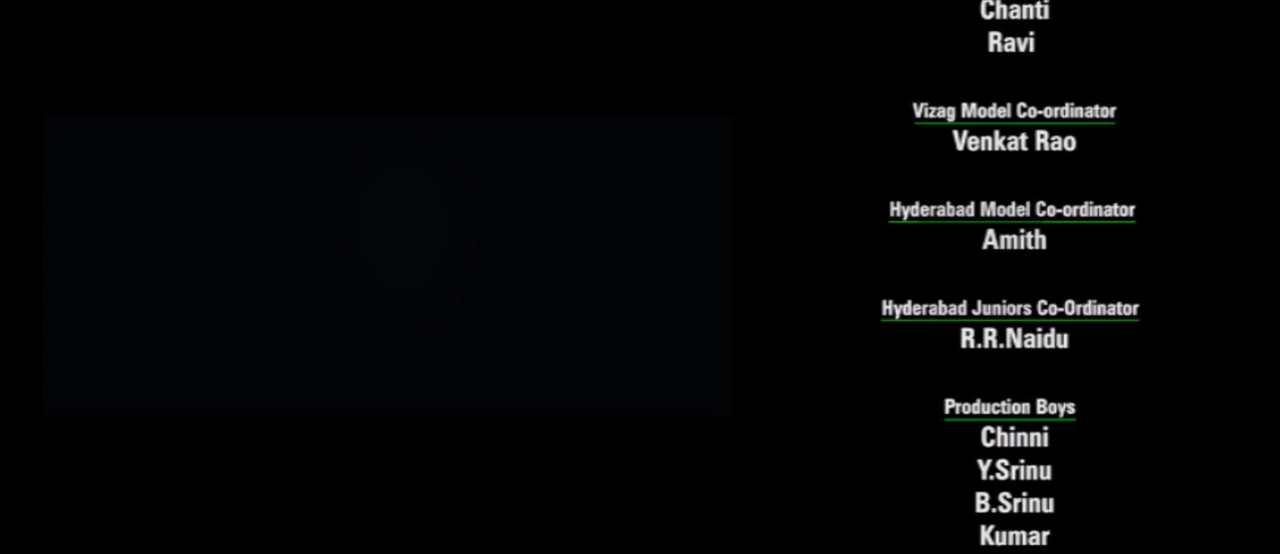 Chanti
Ravi
Vizag Model Co-ordinator
Venkat Rao
Hyderabad Model Co-ordinator
Amith
Hyderabad Juniors Co-Ordinator
R.R.Naidu
Production Boys
Chinni
Y.Srinu
B.Srinu
Kumar